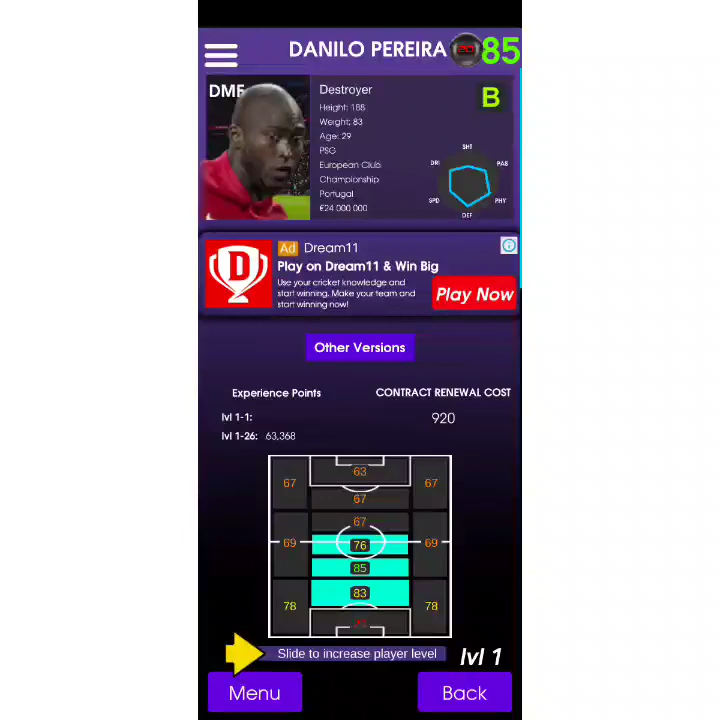 DANILO PEREIRA 85
DMF
Destroyer
B
Height: 188
Weight: 83
Age: 29
PSG
European Club
Championship
Portugal
€24 000 000
SHT
DRI
PAS
SPD
PHY
DEF
Ad Dream11
Play on Dream11 & Win Big
Use your cricket knowledge and
start winning. Make your team and
start winning now!
Play Now
D
Other Versions
Experience Points
CONTRACT RENEWAL COST
lvl 1-1:
920
lvl 1-26: 63,368
63
67 67
67
67
69 76 69
85
83
78 78
Slide to increase player level
lvl 1
Menu
Back